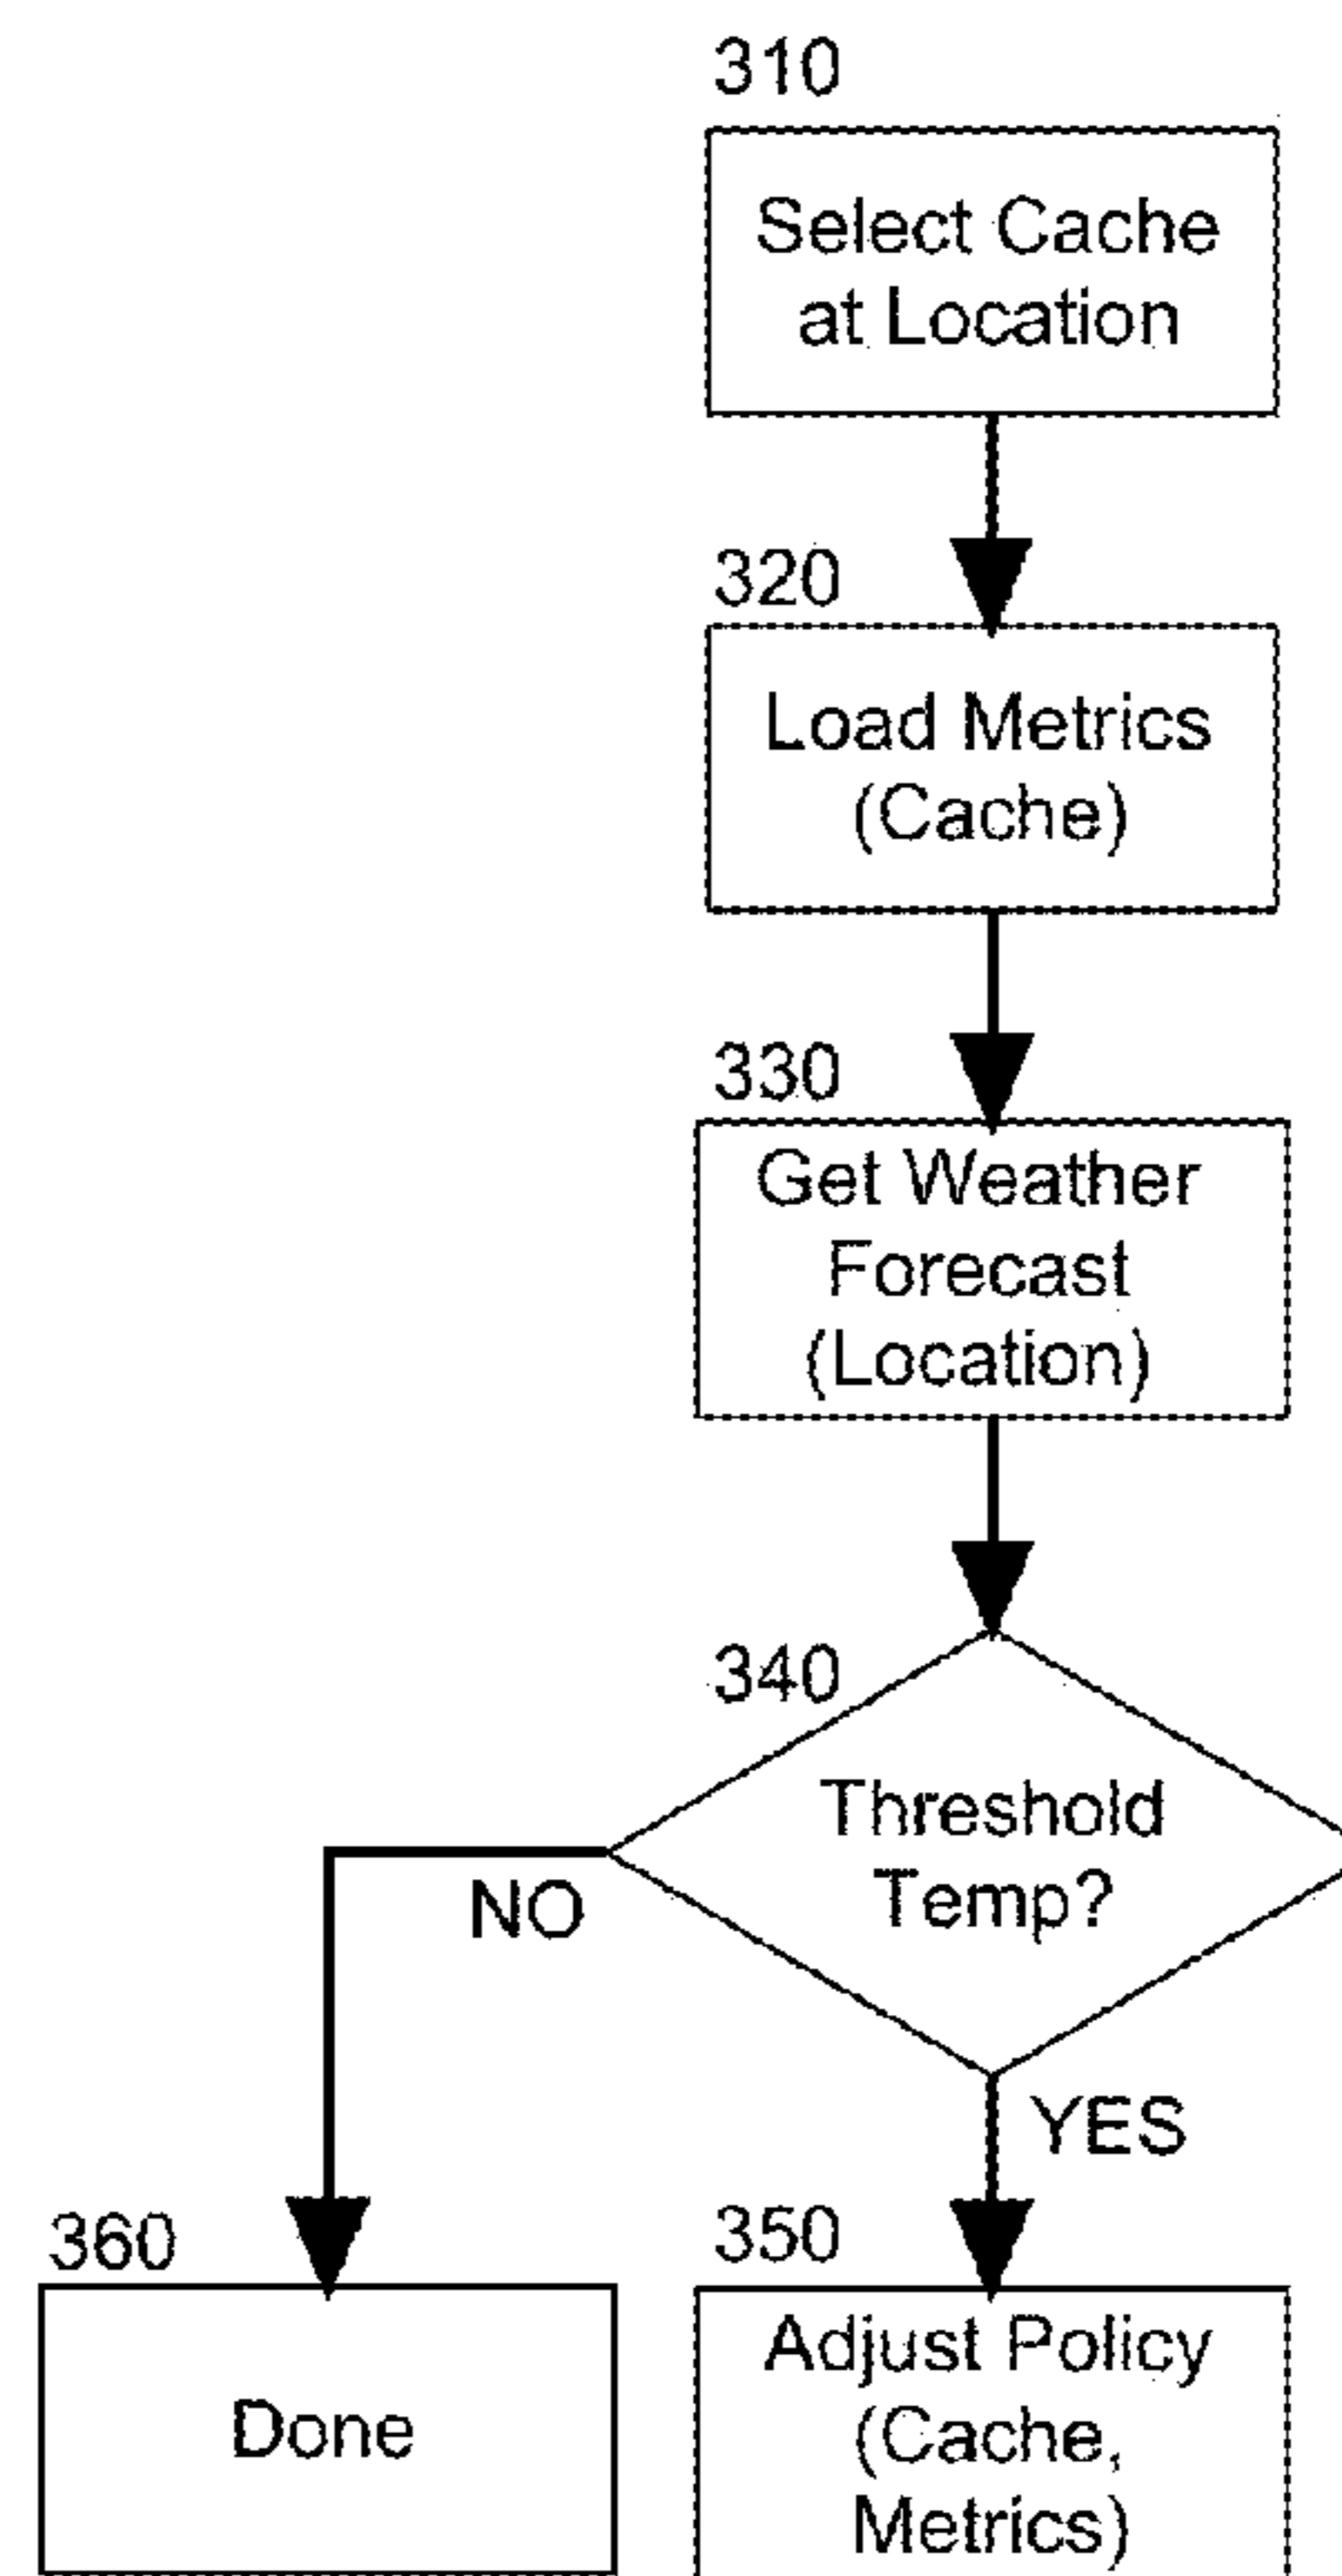 310
Select Cache
at Location
320
Load Metrics
(Cache)
330
Get Weather
Forecast
(Location)
340
Threshold
Temp?
NO
YES
360
Done
350
Adjust Policy
(Cache,
Metrics)